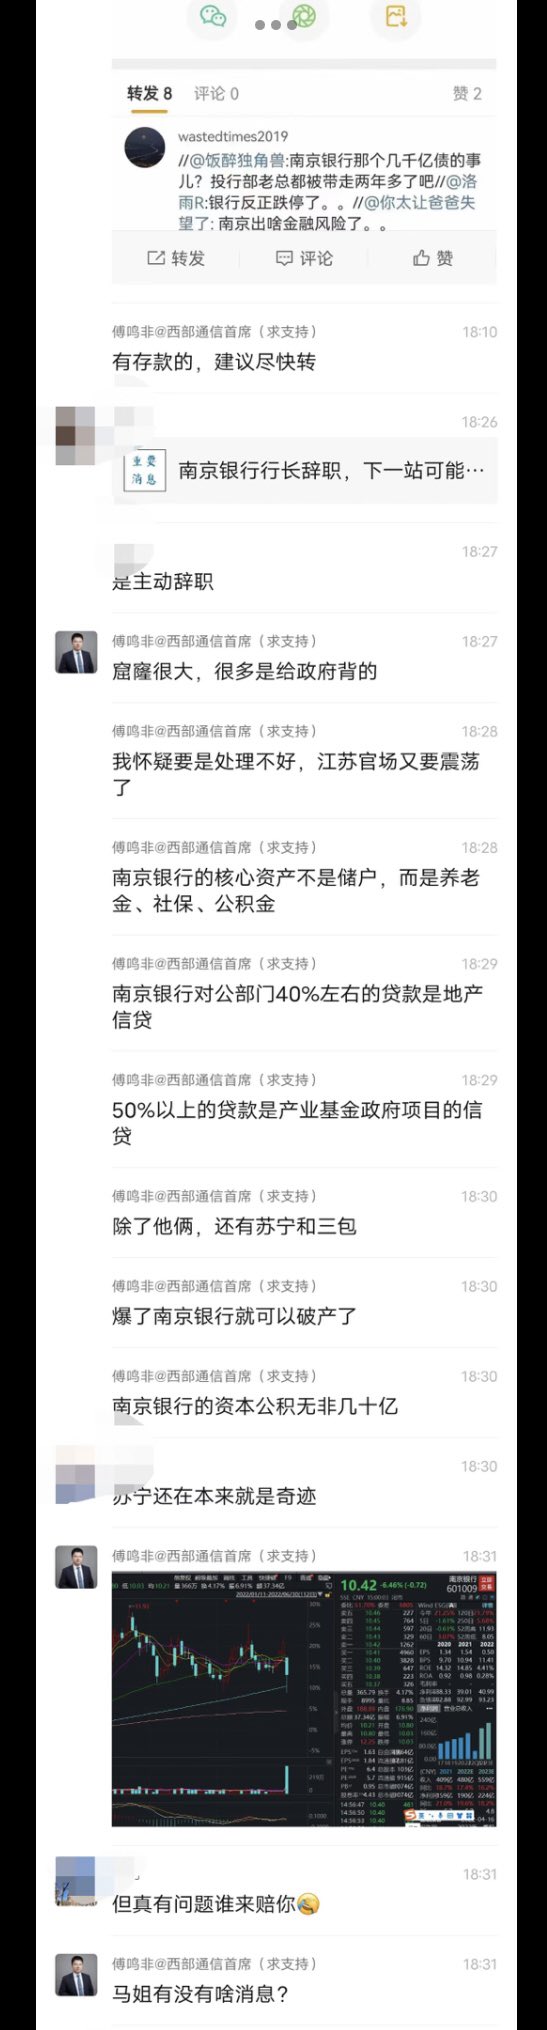 转发 8 评论 0 赞 2
wastedtimes2019
//@饭醉独角兽:南京银行那个几千亿债的事
儿？投行部老总都被带走两年多了吧//@洛
雨R:银行反正跌停了。。//@你太让爸爸失
望了: 南京出啥金融风险了。。
转发 评论 赞
傅鸣非@西部通信首席（求支持） 18:10
有存款的，建议尽快转
18:26
重要
消息
南京银行行长辞职，下一站可能…
18:27
是主动辞职
傅鸣非@西部通信首席（求支持） 18:27
窟窿很大，很多是给政府背的
傅鸣非@西部通信首席（求支持） 18:28
我怀疑要是处理不好，江苏官场又要震荡
了
傅鸣非@西部通信首席（求支持） 18:28
南京银行的核心资产不是储户，而是养老
金、社保、公积金
傅鸣非@西部通信首席（求支持） 18:29
南京银行对公部门40%左右的贷款是地产
信贷
傅鸣非@西部通信首席（求支持） 18:29
50%以上的贷款是产业基金政府项目的信
贷
傅鸣非@西部通信首席（求支持） 18:30
除了他俩，还有苏宁和三包
傅鸣非@西部通信首席（求支持） 18:30
爆了南京银行就可以破产了
傅鸣非@西部通信首席（求支持） 18:30
南京银行的资本公积无非几十亿
18:30
苏宁还在本来就是奇迹
傅鸣非@西部通信首席（求支持） 18:31
10.42 -6.46% (-0.72)
南京银行
601009
18:31
但真有问题谁来赔你
傅鸣非@西部通信首席（求支持） 18:31
马姐有没有啥消息？